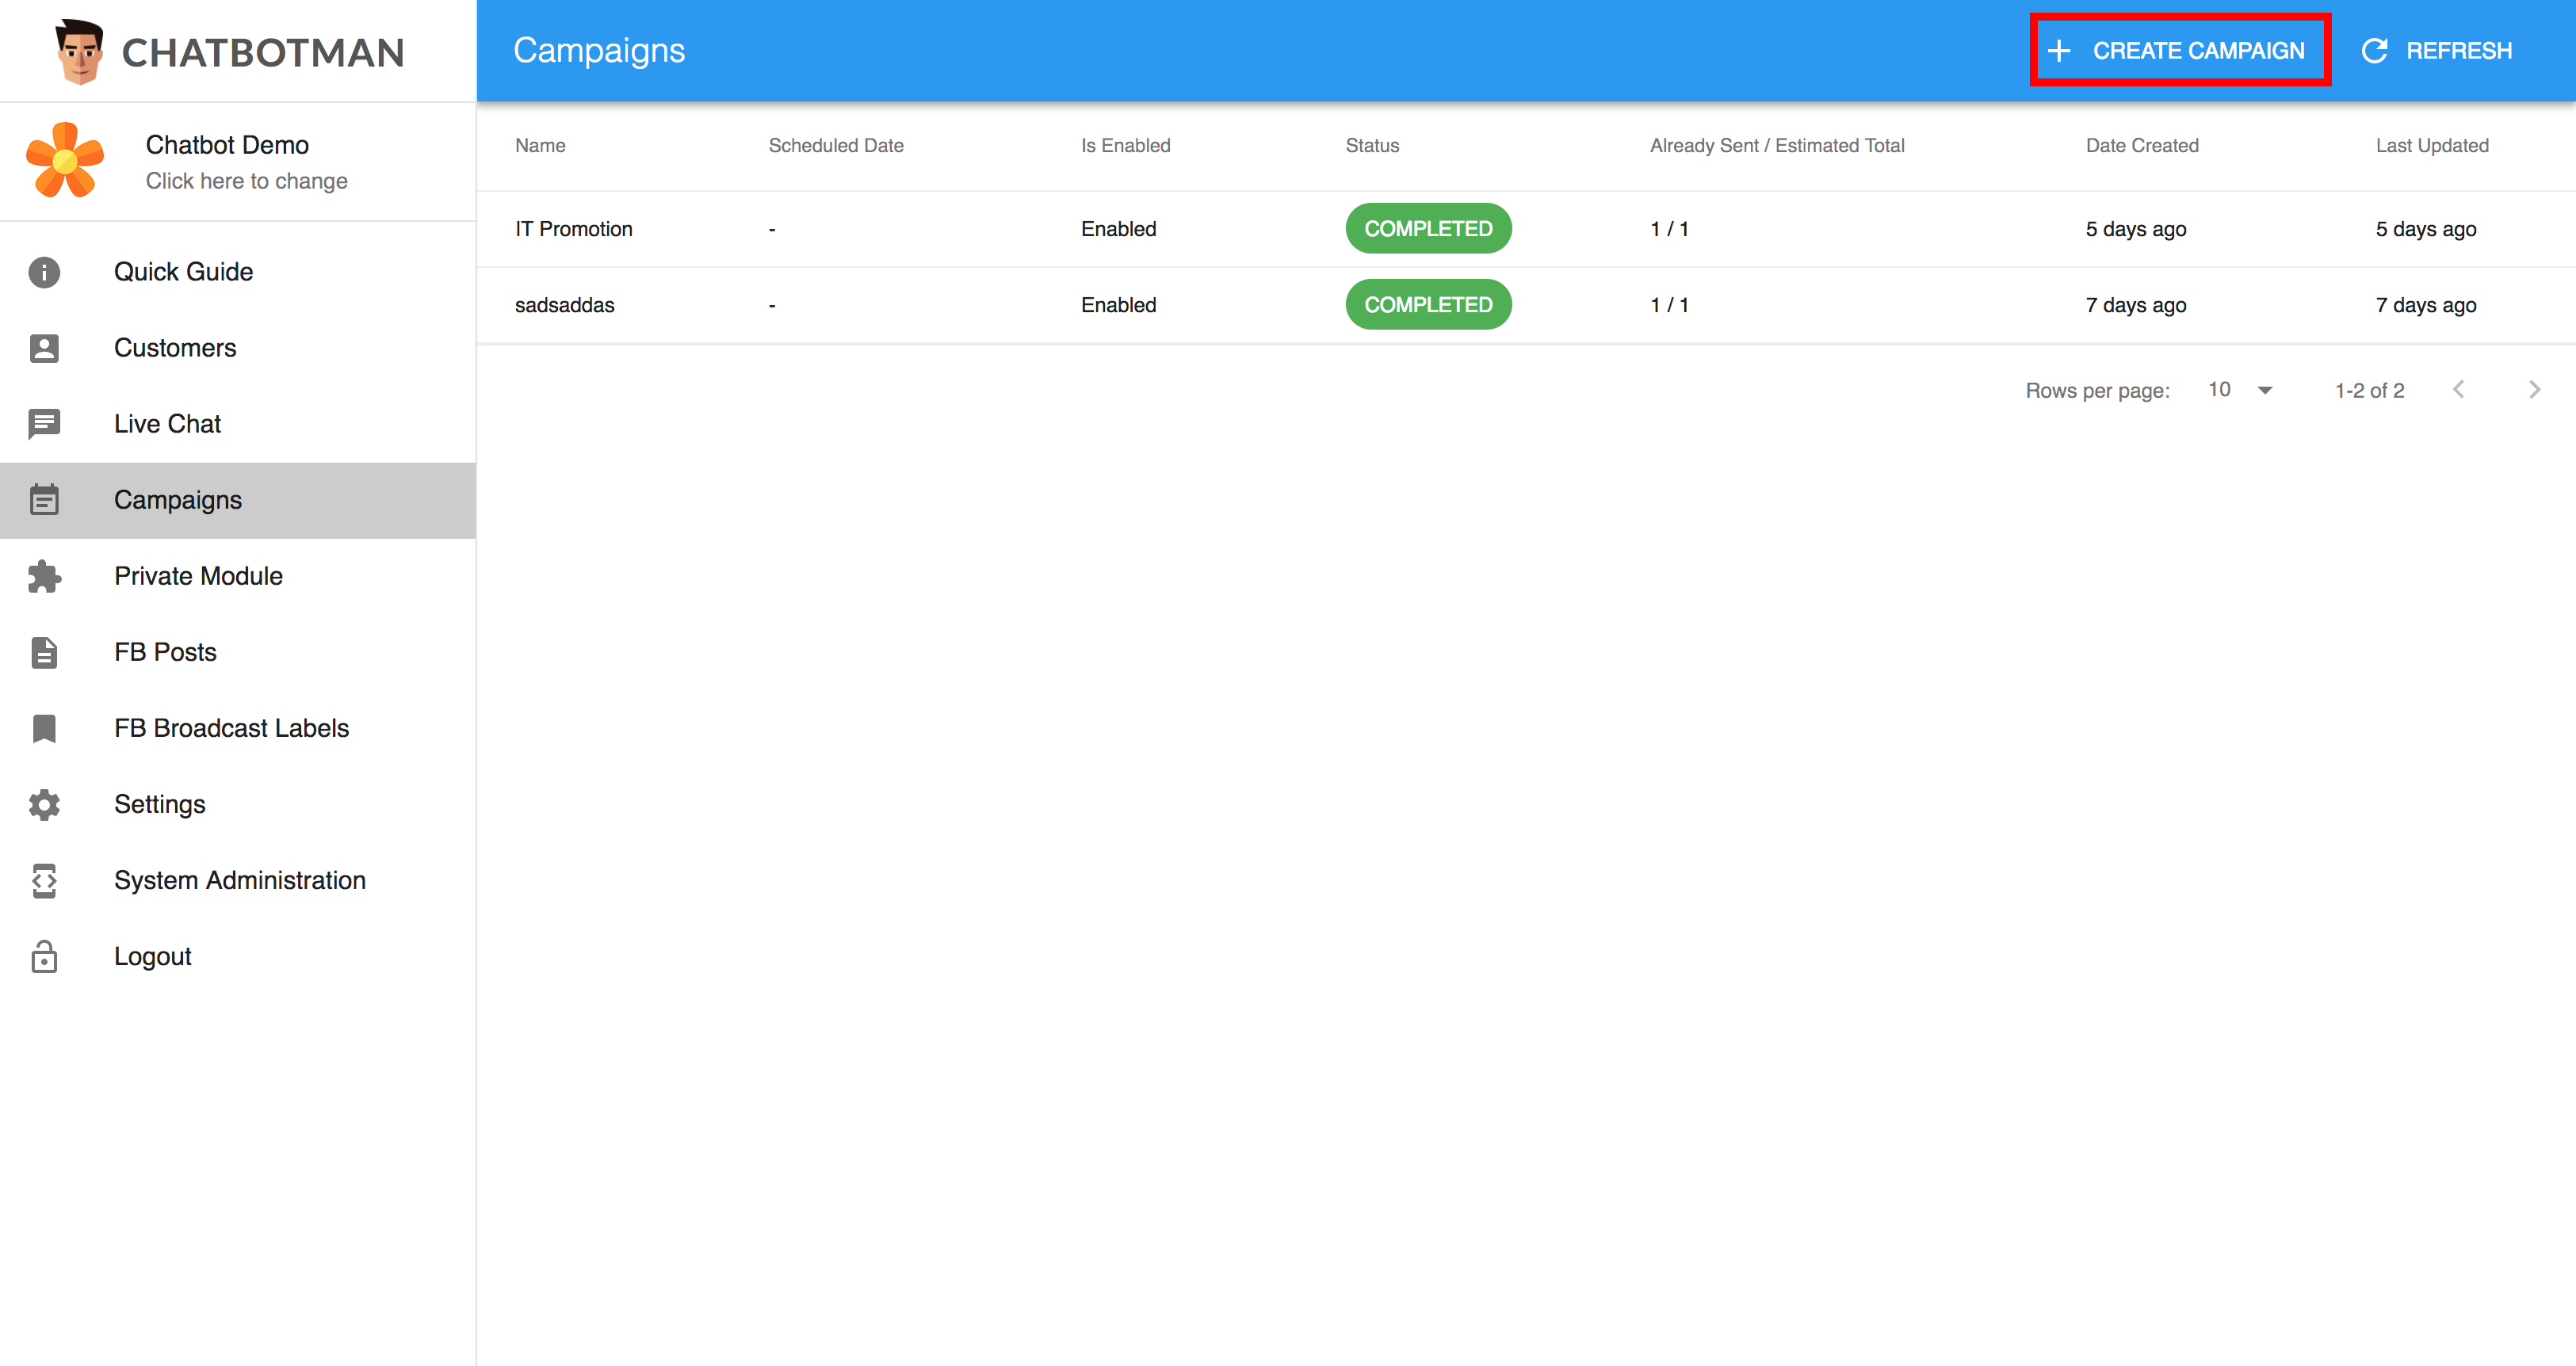 CHATBOTMAN
Campaigns
CREATE CAMPAIGN
REFRESH
Chatbot Demo
Click here to change
Quick Guide
Customers
Live Chat
Campaigns
Private Module
FB Posts
FB Broadcast Labels
Settings
System Administration
Logout
Name Scheduled Date Is Enabled Status Already Sent / Estimated Total Date Created Last Updated
IT Promotion - Enabled COMPLETED 1 / 1 5 days ago 5 days ago
sadsaddas - Enabled COMPLETED 1 / 1 7 days ago 7 days ago
Rows per page: 10 1-2 of 2